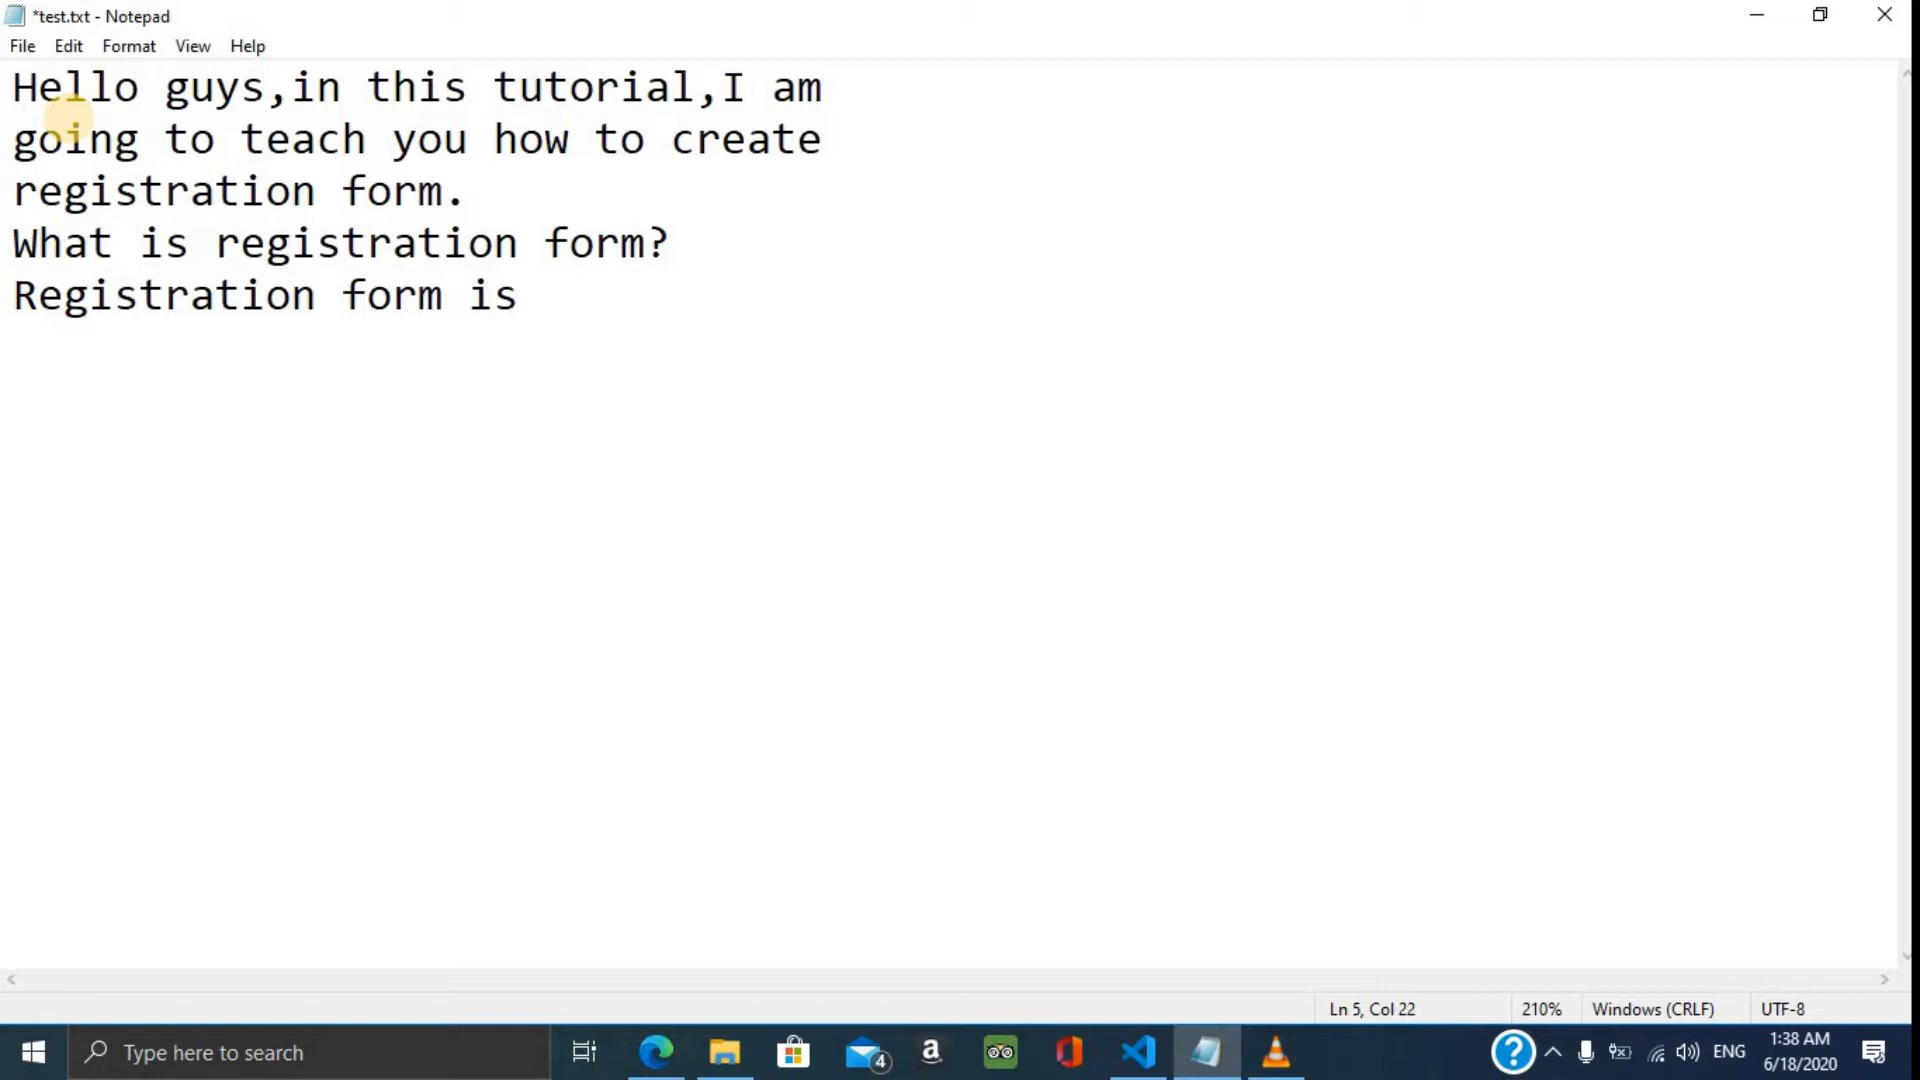 *test.txt - Notepad
File Edit Format View Help
Hello guys,in this tutorial,I am
going to teach you how to create
registration form.
What is registration form?
Registration form is
Ln 5, Col 22 210% Windows (CRLF) UTF-8
Type here to search 4 a ? ENG 1:38 AM
6/18/2020